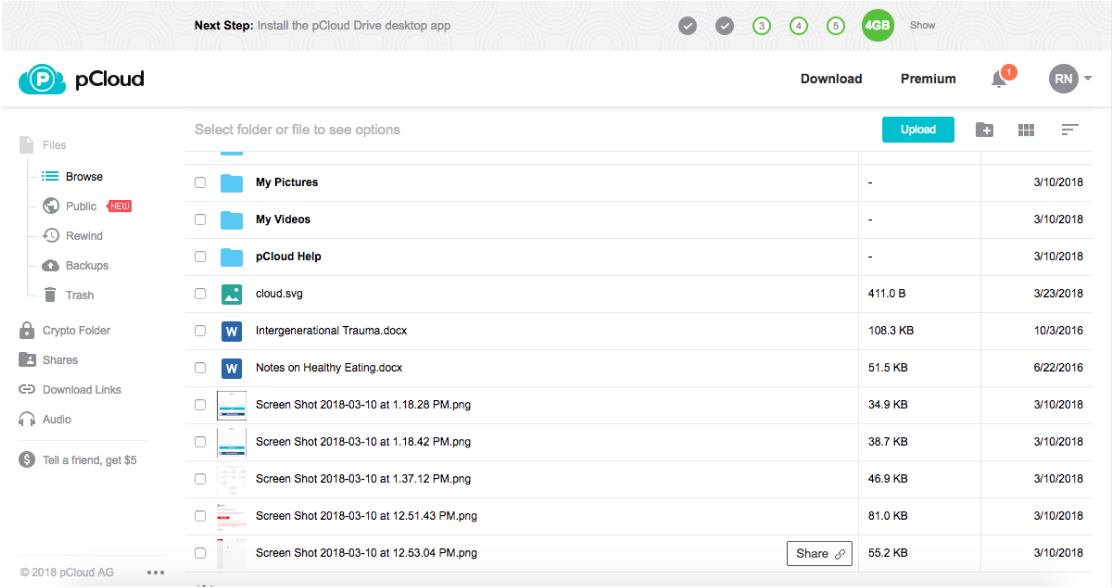 Next Step: Install the pCloud Drive desktop app 3 4 5 4GB Show
P pCloud Download Premium 1 RN
Select folder or file to see options Upload
Files
Browse
Public NEW
Rewind
Backups
Trash
Crypto Folder
Shares
Download Links
Audio
Tell a friend, get $5
© 2018 pCloud AG
My Pictures - 3/10/2018
My Videos - 3/10/2018
pCloud Help - 3/10/2018
cloud.svg 411.0 B 3/23/2018
W Intergenerational Trauma.docx 108.3 KB 10/3/2016
W Notes on Healthy Eating.docx 51.5 KB 6/22/2016
Screen Shot 2018-03-10 at 1.18.28 PM.png 34.9 KB 3/10/2018
Screen Shot 2018-03-10 at 1.18.42 PM.png 38.7 KB 3/10/2018
Screen Shot 2018-03-10 at 1.37.12 PM.png 46.9 KB 3/10/2018
Screen Shot 2018-03-10 at 12.51.43 PM.png 81.0 KB 3/10/2018
Screen Shot 2018-03-10 at 12.53.04 PM.png Share 55.2 KB 3/10/2018